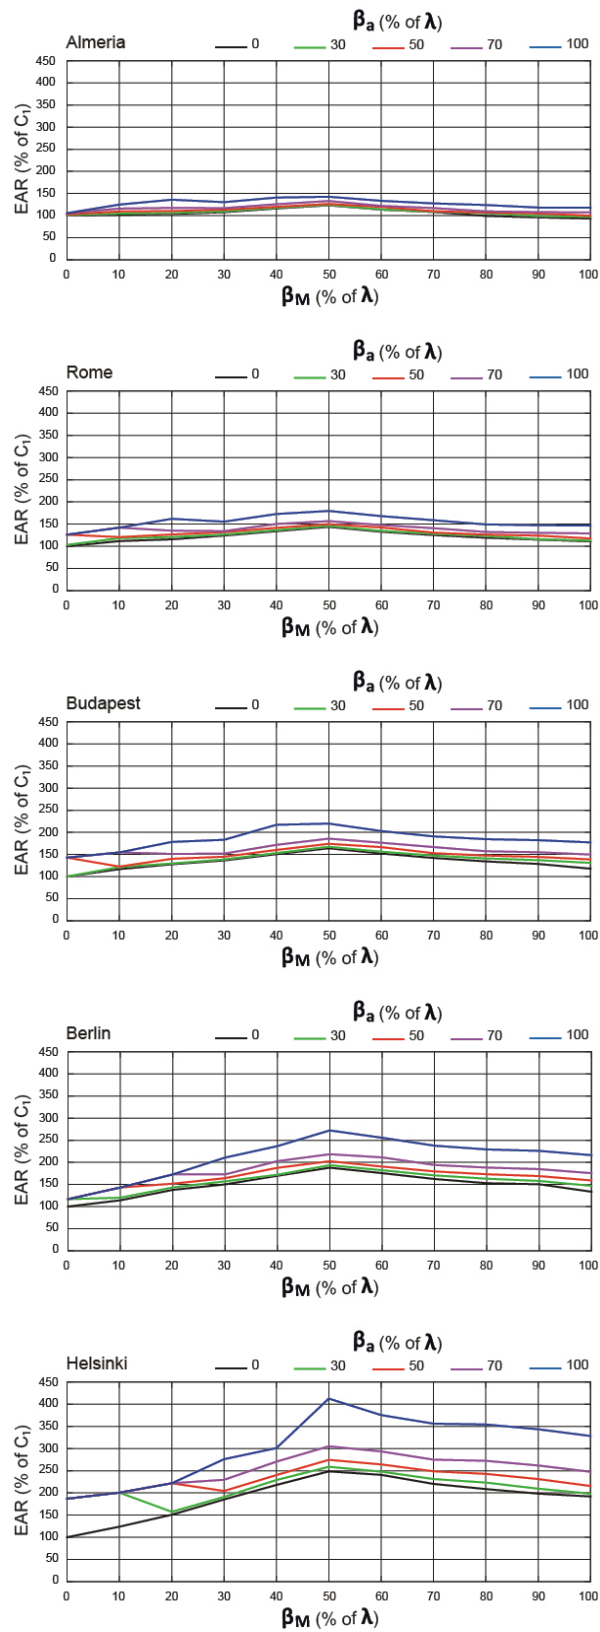 βa (% of λ)
Almeria 0 30 50 70 100
450
400
350
300
250
200
150
100
50
0
EAR (% of C1)
0 10 20 30 40 50 60 70 80 90 100
βM (% of λ)
βa (% of λ)
Rome 0 30 50 70 100
450
400
350
300
250
200
150
100
50
0
EAR (% of C1)
0 10 20 30 40 50 60 70 80 90 100
βM (% of λ)
βa (% of λ)
Budapest 0 30 50 70 100
450
400
350
300
250
200
150
100
50
0
EAR (% of C1)
0 10 20 30 40 50 60 70 80 90 100
βM (% of λ)
βa (% of λ)
Berlin 0 30 50 70 100
450
400
350
300
250
200
150
100
50
0
EAR (% of C1)
0 10 20 30 40 50 60 70 80 90 100
βM (% of λ)
βa (% of λ)
Helsinki 0 30 50 70 100
450
400
350
300
250
200
150
100
50
0
EAR (% of C1)
0 10 20 30 40 50 60 70 80 90 100
βM (% of λ)